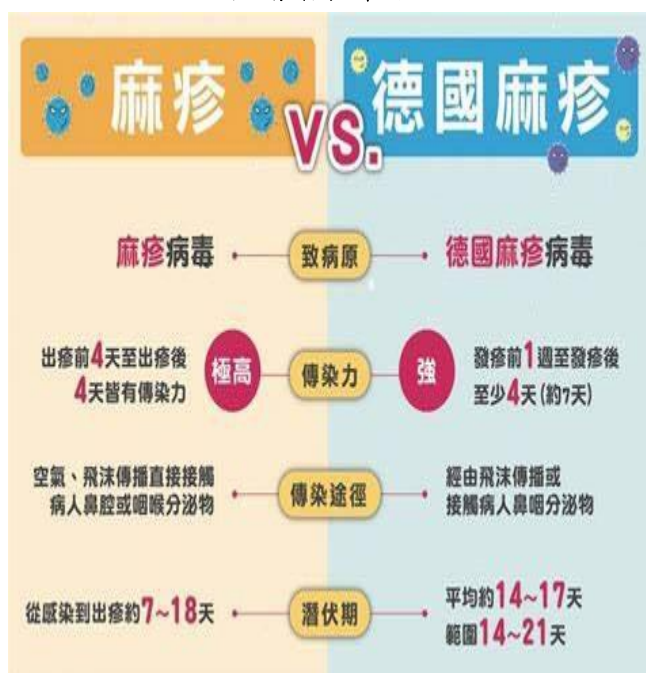 麻疹
VS.
德國麻疹
麻疹病毒
致病原
德國麻疹病毒
出疹前4天至出疹後
4天皆有傳染力
極高
傳染力
強
發疹前1週至發疹後
至少4天(約7天)
空氣、飛沫傳播直接接觸
病人鼻腔或咽喉分泌物
傳染途徑
經由飛沫傳播或
接觸病人鼻咽分泌物
從感染到出疹約7~18天
潛伏期
平均約14~17天
範圍14~21天